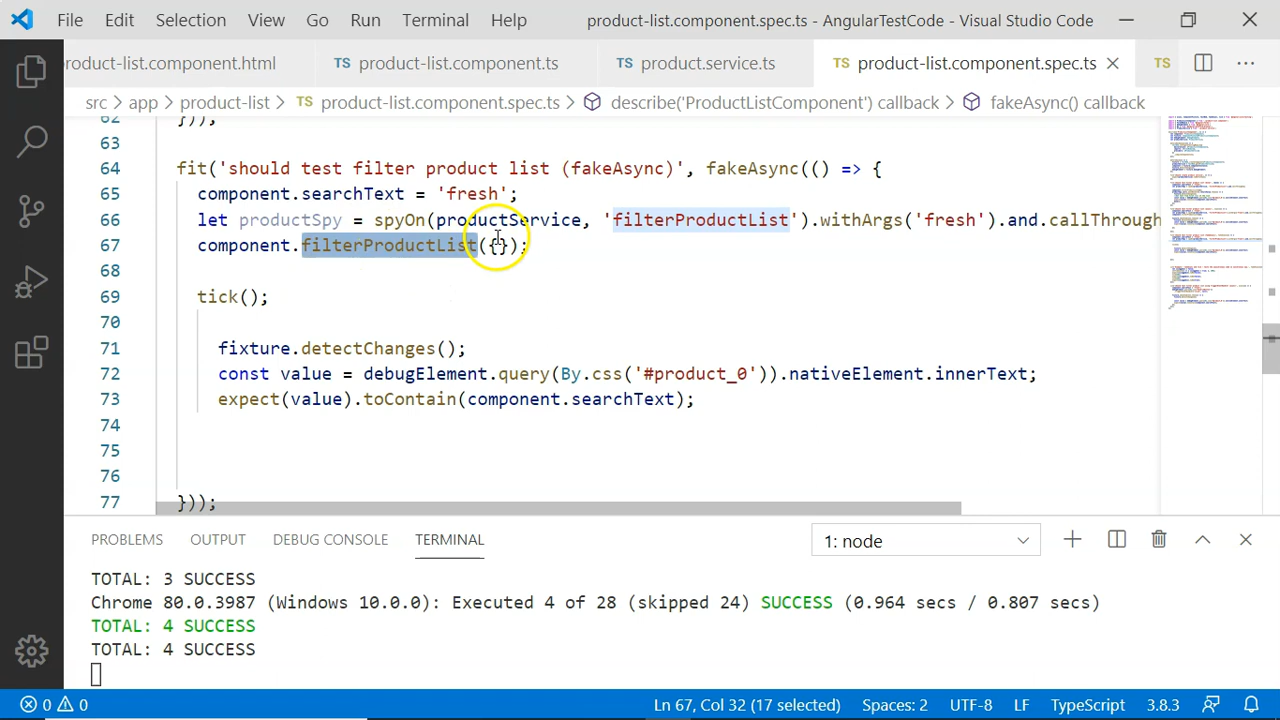 File Edit Selection View Go Run Terminal Help product-list.component.spec.ts - AngularTestCode - Visual Studio Code
product-list.component.html TS product-list.component.ts TS product.service.ts TS product-list.component.spec.ts TS
src > app > product-list > TS product-list.component.spec.ts > describe('ProductListComponent') callback > fakeAsync() callback
62 }));
63
64 fit('should test filter product list (fakeAsync)', fakeAsync(() => {
65 component.searchText =
66 let productSpy = spyOn(productService, 'filterProductList').withArgs( and.callThrough
67 component.filterProductList({})
68
69 tick();
70
71 fixture.detectChanges();
72 const value = debugElement.query(By.css('#product_0')).nativeElement.innerText;
73 expect(value).toContain(component.searchText);
74
75
76
77 }));
PROBLEMS OUTPUT DEBUG CONSOLE TERMINAL 1: node
TOTAL: 3 SUCCESS
Chrome 80.0.3987 (Windows 10.0.0): Executed 4 of 28 (skipped 24) SUCCESS (0.964 secs / 0.807 secs)
TOTAL: 4 SUCCESS
TOTAL: 4 SUCCESS
0 0 Ln 67, Col 32 (17 selected) Spaces: 2 UTF-8 LF TypeScript 3.8.3